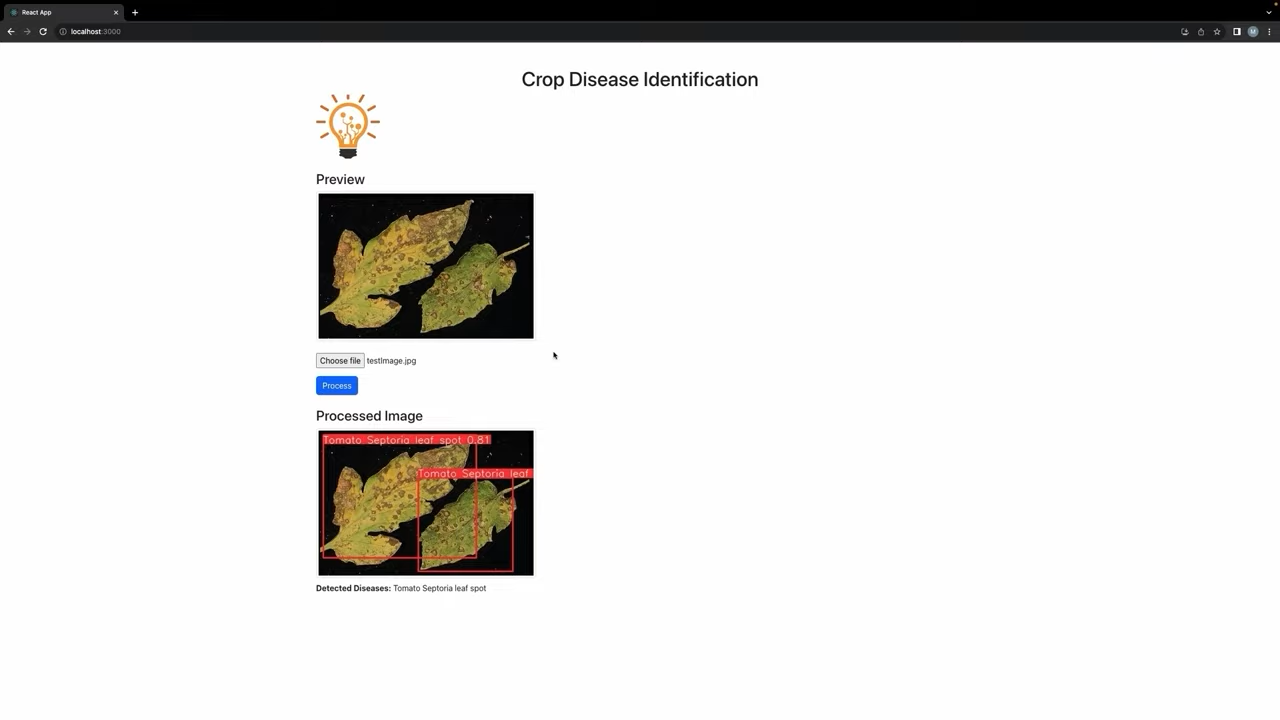 React App
localhost:3000
M
Crop Disease Identification
Preview
Choose file testImage.jpg
Process
Processed Image
Tomato Septoria leaf spot 0.81
Tomato Septoria leaf
Detected Diseases: Tomato Septoria leaf spot